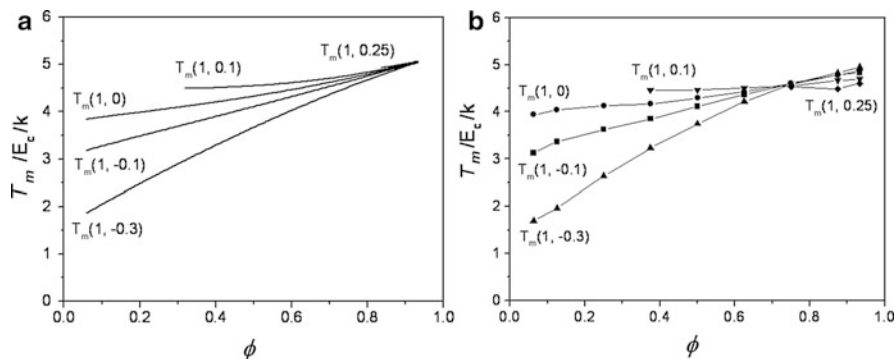 a
6
5
4
3
2
1
0
T_m/E_c/k
T_m(1, 0.25)
T_m(1, 0.1)
T_m(1, 0)
T_m(1, -0.1)
T_m(1, -0.3)
0.0 0.2 0.4 0.6 0.8 1.0
ϕ
b
6
5
4
3
2
1
0
T_m/E_c/k
T_m(1, 0.1)
T_m(1, 0)
T_m(1, 0.25)
T_m(1, -0.1)
T_m(1, -0.3)
0.0 0.2 0.4 0.6 0.8 1.0
ϕ